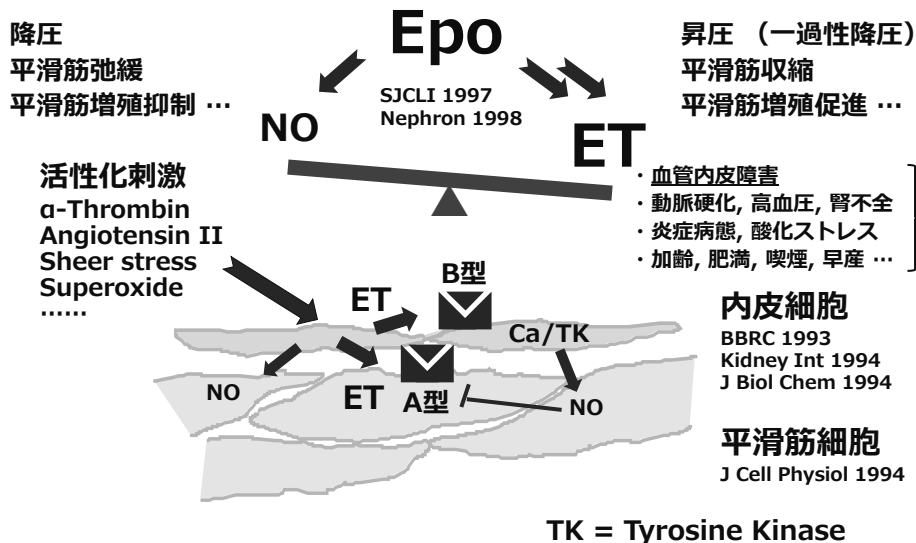 降圧
平滑筋弛緩
平滑筋増殖抑制 …
Epo
昇圧 （一過性降圧）
平滑筋収縮
平滑筋増殖促進 …
SJCLI 1997
Nephron 1998
NO
ET
活性化刺激
α-Thrombin
Angiotensin II
Sheer stress
Superoxide
……
・血管内皮障害
・動脈硬化, 高血圧, 腎不全
・炎症病態, 酸化ストレス
・加齢, 肥満, 喫煙, 早産 …
B型
ET
Ca/TK
内皮細胞
BBRC 1993
Kidney Int 1994
J Biol Chem 1994
NO
ET
A型
NO
平滑筋細胞
J Cell Physiol 1994
TK = Tyrosine Kinase